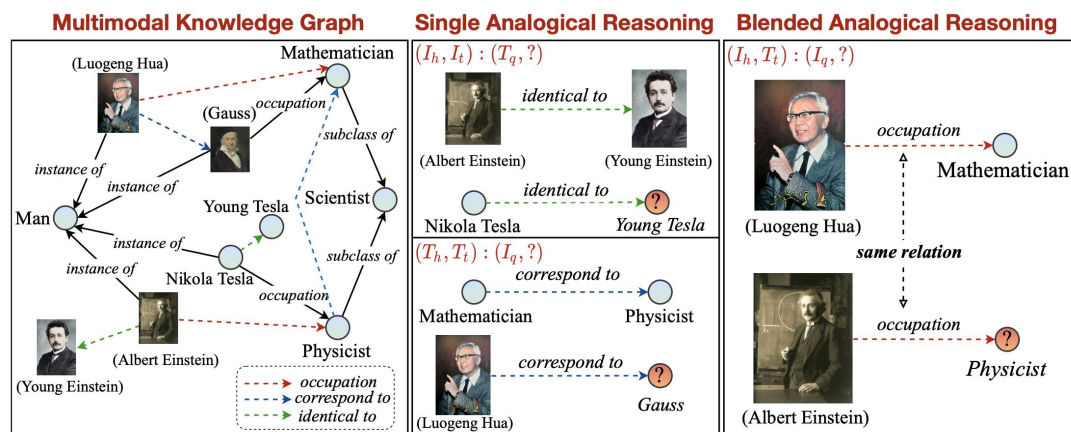 Multimodal Knowledge Graph
(Luogeng Hua)
Mathematician
(Gauss)
occupation
instance of
instance of
subclass of
Young Tesla
Scientist
Man
instance of
Nikola Tesla
subclass of
instance of
occupation
Physicist
(Albert Einstein)
(Young Einstein)
occupation
correspond to
identical to
Single Analogical Reasoning
(I_h, I_t) : (T_q, ?)
identical to
(Albert Einstein)
(Young Einstein)
identical to
?
Nikola Tesla
Young Tesla
(T_h, T_t) : (I_q, ?)
correspond to
Mathematician
Physicist
correspond to
?
Gauss
(Luogeng Hua)
Blended Analogical Reasoning
(I_h, T_t) : (I_q, ?)
occupation
Mathematician
(Luogeng Hua)
same relation
occupation
?
Physicist
(Albert Einstein)